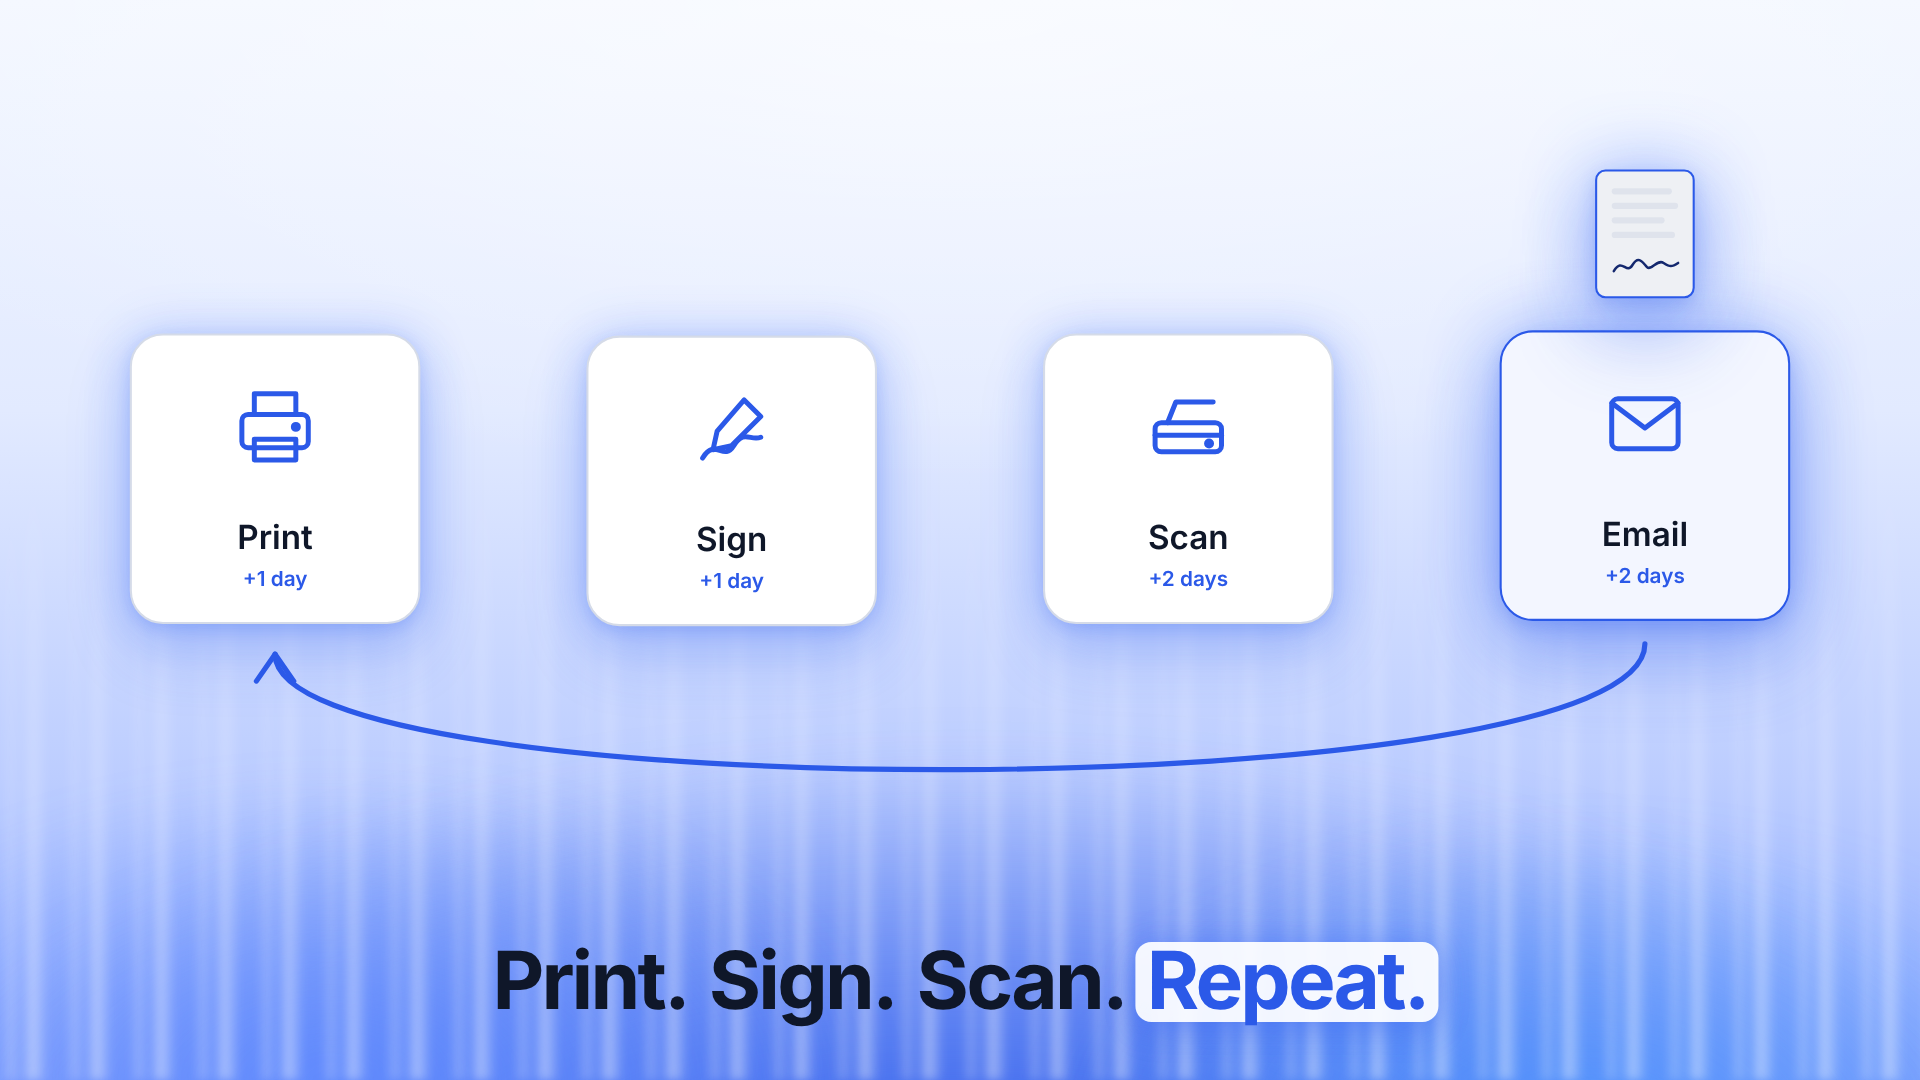 Print
+1 day
Sign
+1 day
Scan
+2 days
Email
+2 days
Print. Sign. Scan. Repeat.